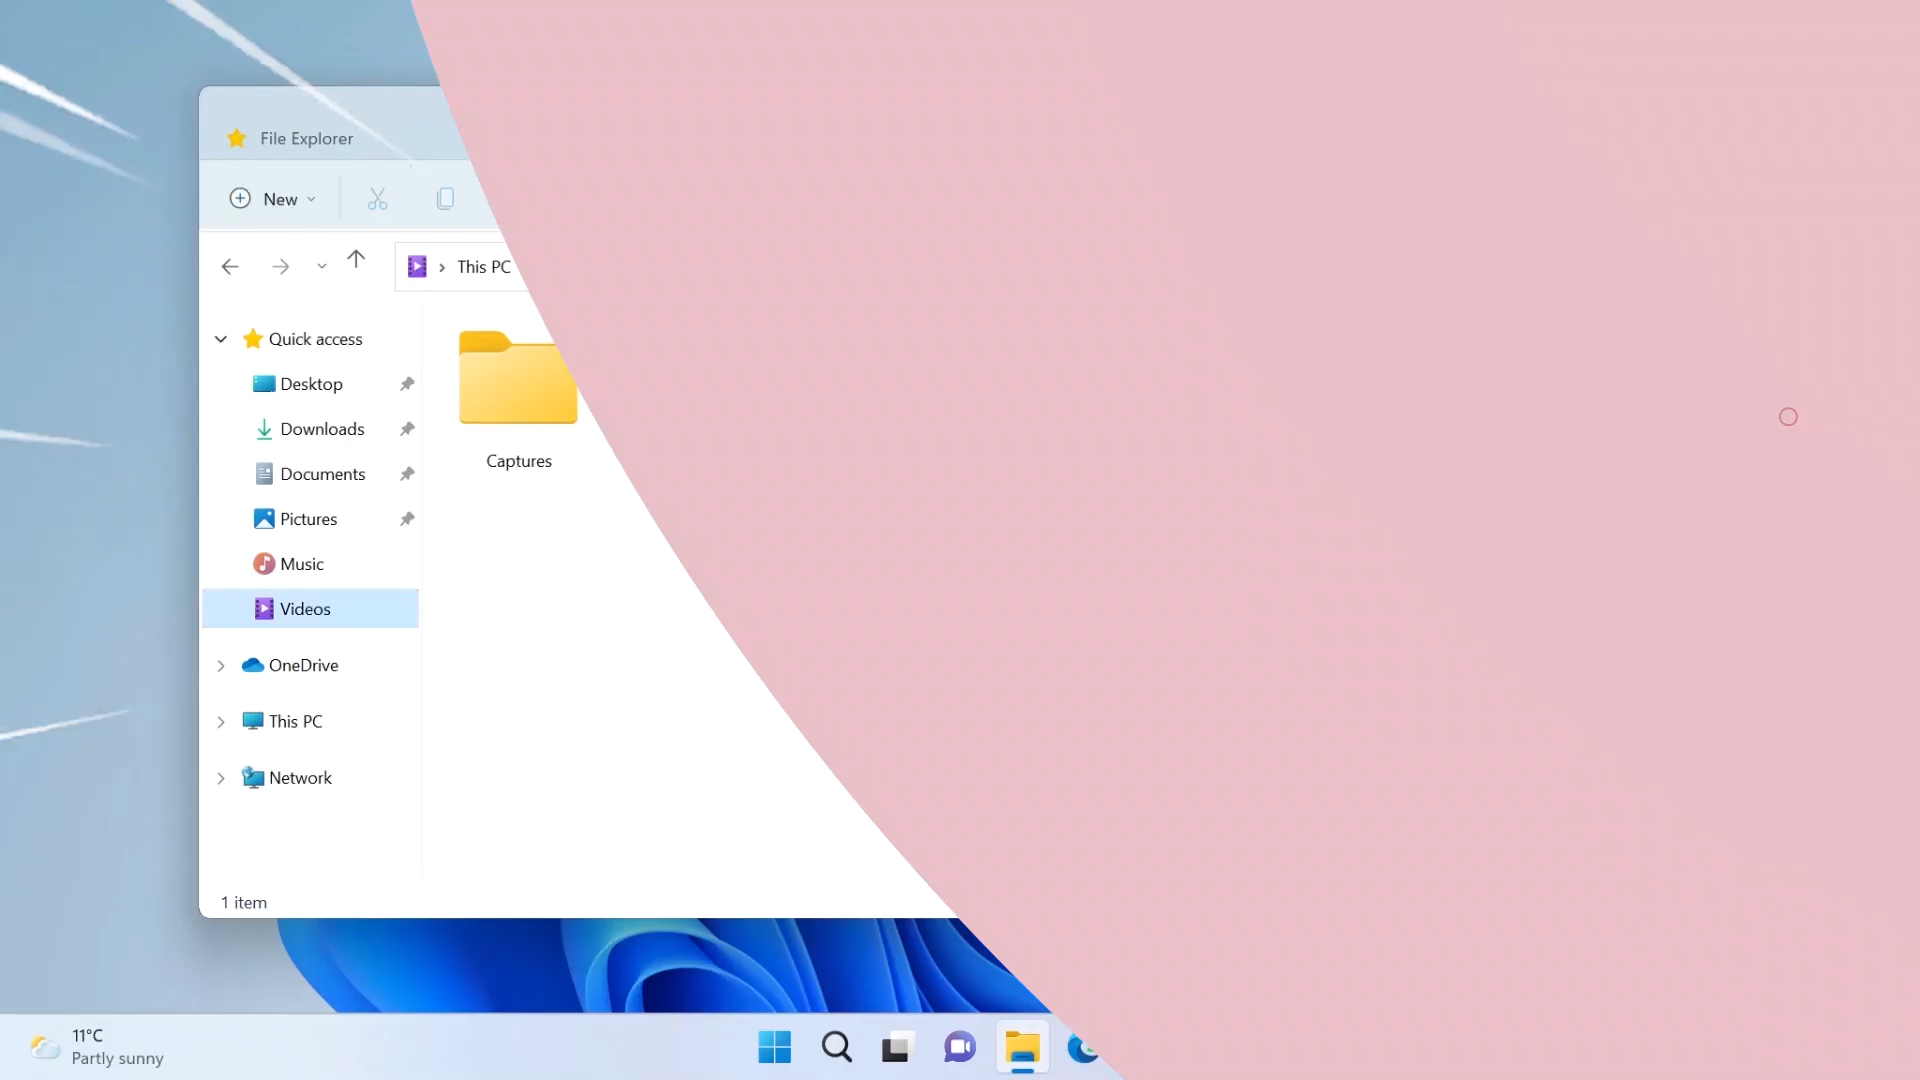 File Explorer
New
This PC
Quick access
Desktop
Downloads
Documents
Pictures
Music
Videos
OneDrive
This PC
Network
Captures
1 item
11°C
Partly sunny